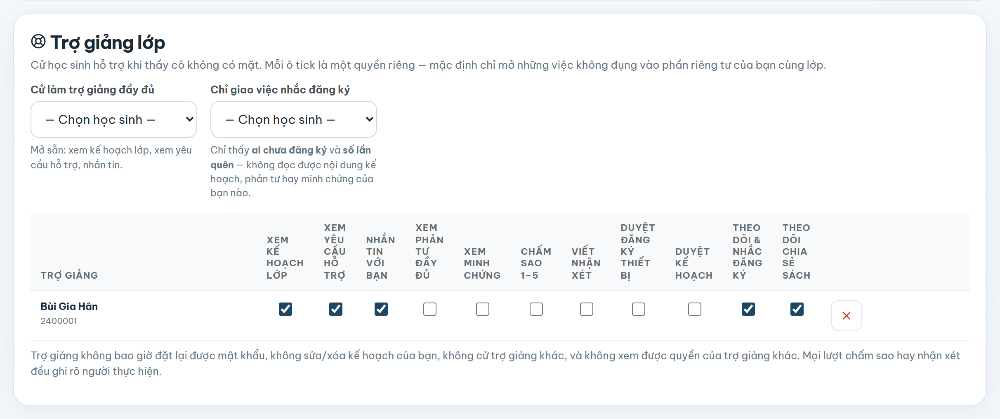 Trợ giảng lớp
Cử học sinh hỗ trợ khi thầy cô không có mặt. Mỗi ô tick là một quyền riêng — mặc định chỉ mở những việc không đụng vào phần riêng tư của bạn cùng lớp.
Cử làm trợ giảng đầy đủ
— Chọn học sinh —
Mở sẵn: xem kế hoạch lớp, xem yêu
cầu hỗ trợ, nhắn tin.
Chỉ giao việc nhắc đăng ký
— Chọn học sinh —
Chỉ thấy ai chưa đăng ký và số lần
quên — không đọc được nội dung kế
hoạch, phản tư hay minh chứng của
bạn nào.
TRỢ GIẢNG
XEM
KẾ
HOẠCH
LỚP
XEM
YÊU
CẦU
HỖ
TRỢ
NHẮN
TIN
VỚI
BẠN
XEM
PHẢN
TƯ
ĐẦY
ĐỦ
XEM
MINH
CHỨNG
CHẤM
SAO
1–5
VIẾT
NHẬN
XÉT
DUYỆT
ĐĂNG
KÝ
THIẾT
BỊ
DUYỆT
KẾ
HOẠCH
THEO
DÕI &
NHẮC
ĐĂNG
KÝ
THEO
DÕI
CHIA
SẺ
SÁCH
Bùi Gia Hân
2400001
Trợ giảng không bao giờ đặt lại được mật khẩu, không sửa/xóa kế hoạch của bạn, không cử trợ giảng khác, và không xem được quyền của trợ giảng khác. Mọi lượt chấm sao hay nhận xét
đều ghi rõ người thực hiện.